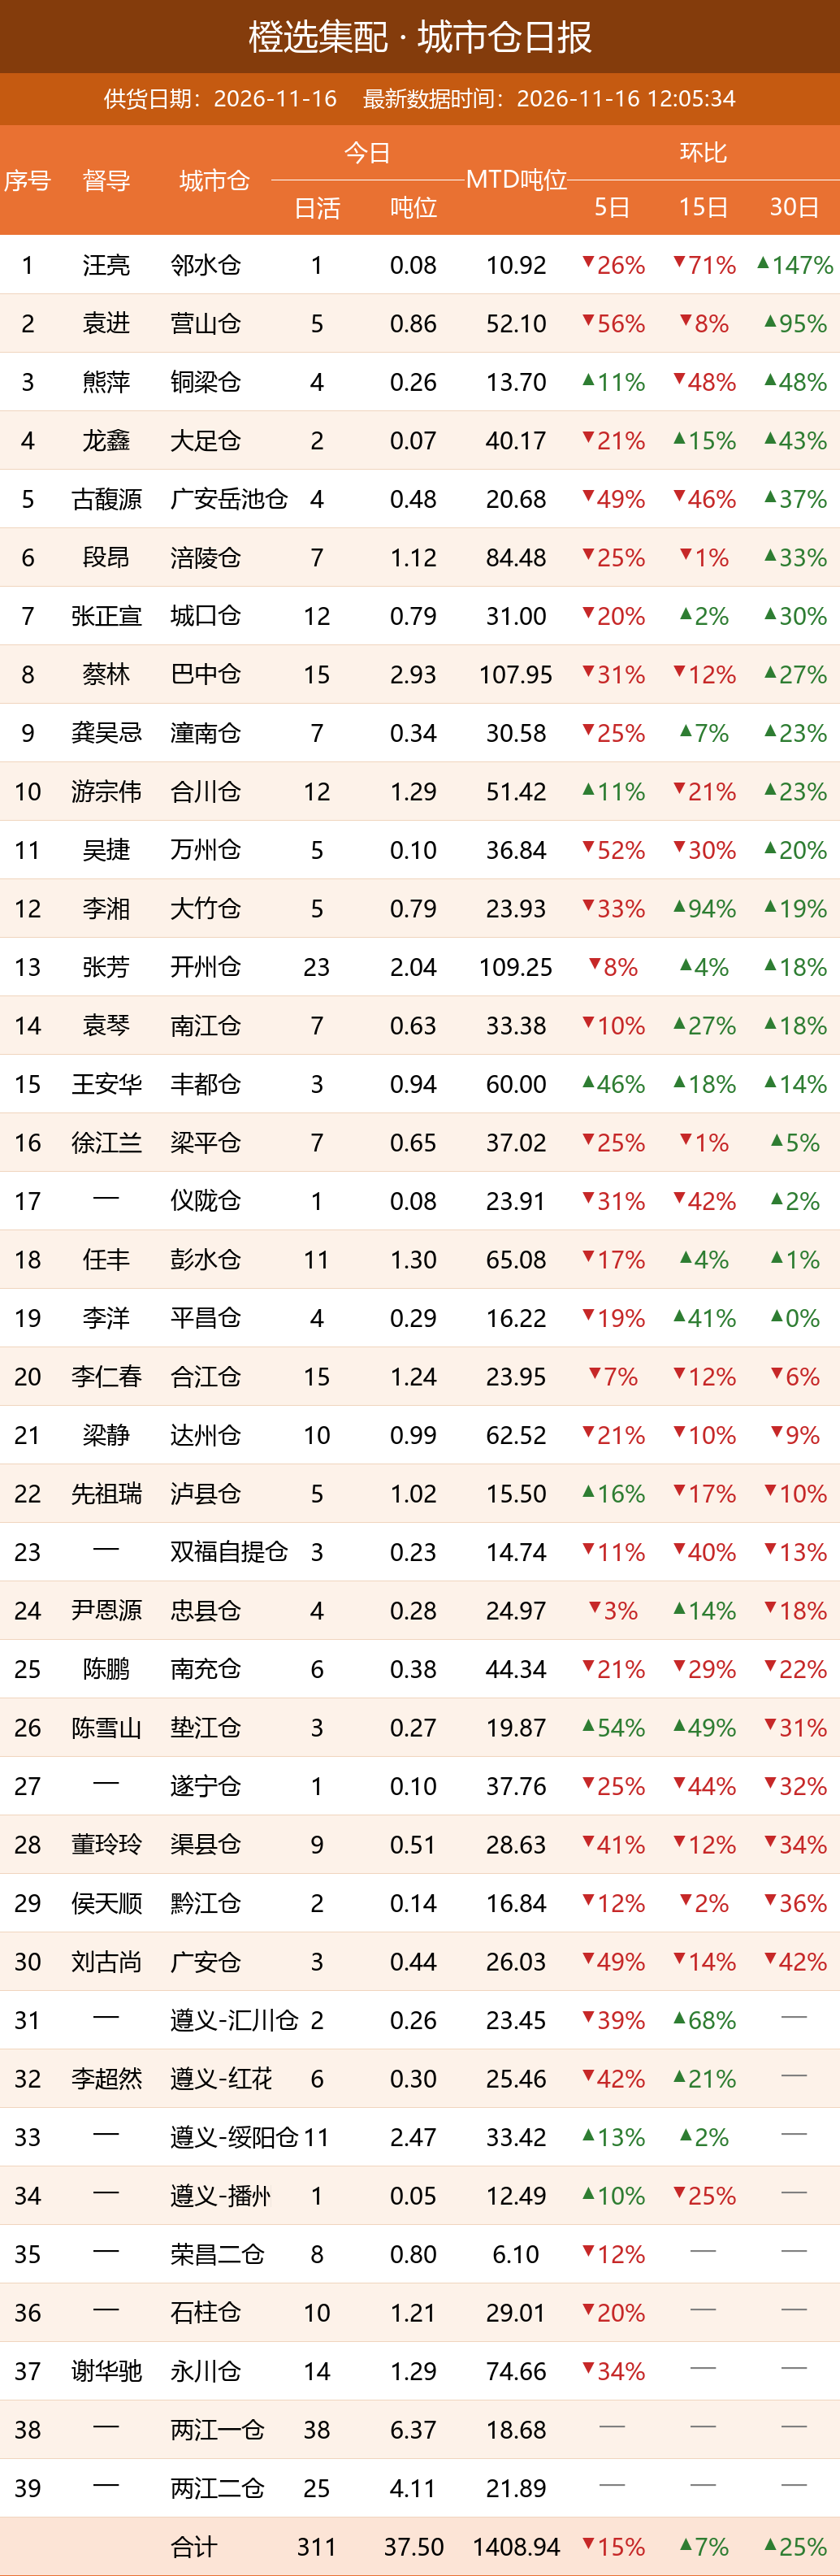 橙选集配 · 城市仓日报
供货日期：2026-11-16 最新数据时间：2026-11-16 12:05:34
序号 督导 城市仓 今日 MTD吨位 环比
日活 吨位 5日 15日 30日
1 汪亮 邻水仓 1 0.08 10.92 ▼26% ▼71% ▲147%
2 袁进 营山仓 5 0.86 52.10 ▼56% ▼8% ▲95%
3 熊萍 铜梁仓 4 0.26 13.70 ▲11% ▼48% ▲48%
4 龙鑫 大足仓 2 0.07 40.17 ▼21% ▲15% ▲43%
5 古馥源 广安岳池仓 4 0.48 20.68 ▼49% ▼46% ▲37%
6 段昂 涪陵仓 7 1.12 84.48 ▼25% ▼1% ▲33%
7 张正宣 城口仓 12 0.79 31.00 ▼20% ▲2% ▲30%
8 蔡林 巴中仓 15 2.93 107.95 ▼31% ▼12% ▲27%
9 龚吴忌 潼南仓 7 0.34 30.58 ▼25% ▲7% ▲23%
10 游宗伟 合川仓 12 1.29 51.42 ▲11% ▼21% ▲23%
11 吴捷 万州仓 5 0.10 36.84 ▼52% ▼30% ▲20%
12 李湘 大竹仓 5 0.79 23.93 ▼33% ▲94% ▲19%
13 张芳 开州仓 23 2.04 109.25 ▼8% ▲4% ▲18%
14 袁琴 南江仓 7 0.63 33.38 ▼10% ▲27% ▲18%
15 王安华 丰都仓 3 0.94 60.00 ▲46% ▲18% ▲14%
16 徐江兰 梁平仓 7 0.65 37.02 ▼25% ▼1% ▲5%
17 — 仪陇仓 1 0.08 23.91 ▼31% ▼42% ▲2%
18 任丰 彭水仓 11 1.30 65.08 ▼17% ▲4% ▲1%
19 李洋 平昌仓 4 0.29 16.22 ▼19% ▲41% ▲0%
20 李仁春 合江仓 15 1.24 23.95 ▼7% ▼12% ▼6%
21 梁静 达州仓 10 0.99 62.52 ▼21% ▼10% ▼9%
22 先祖瑞 泸县仓 5 1.02 15.50 ▲16% ▼17% ▼10%
23 — 双福自提仓 3 0.23 14.74 ▼11% ▼40% ▼13%
24 尹恩源 忠县仓 4 0.28 24.97 ▼3% ▲14% ▼18%
25 陈鹏 南充仓 6 0.38 44.34 ▼21% ▼29% ▼22%
26 陈雪山 垫江仓 3 0.27 19.87 ▲54% ▲49% ▼31%
27 — 遂宁仓 1 0.10 37.76 ▼25% ▼44% ▼32%
28 董玲玲 渠县仓 9 0.51 28.63 ▼41% ▼12% ▼34%
29 侯天顺 黔江仓 2 0.14 16.84 ▼12% ▼2% ▼36%
30 刘古尚 广安仓 3 0.44 26.03 ▼49% ▼14% ▼42%
31 — 遵义-汇川仓 2 0.26 23.45 ▼39% ▲68% —
32 李超然 遵义-红花 6 0.30 25.46 ▼42% ▲21% —
33 — 遵义-绥阳仓 11 2.47 33.42 ▲13% ▲2% —
34 — 遵义-播州 1 0.05 12.49 ▲10% ▼25% —
35 — 荣昌二仓 8 0.80 6.10 ▼12% — —
36 — 石柱仓 10 1.21 29.01 ▼20% — —
37 谢华驰 永川仓 14 1.29 74.66 ▼34% — —
38 — 两江一仓 38 6.37 18.68 — — —
39 — 两江二仓 25 4.11 21.89 — — —
合计 311 37.50 1408.94 ▼15% ▲7% ▲25%